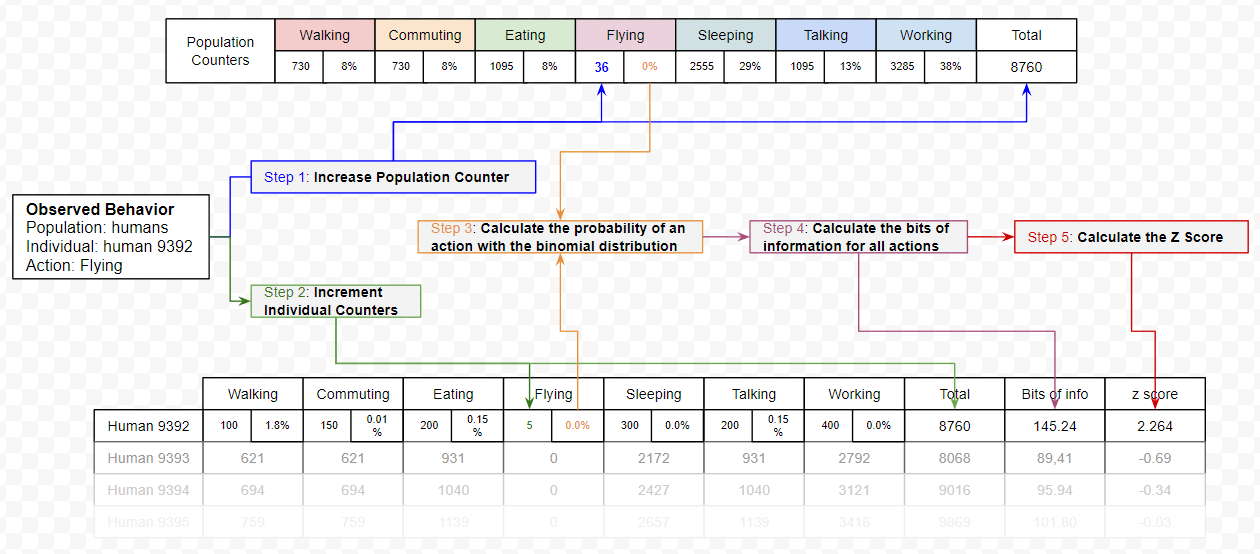 Population Counters Walking Commuting Eating Flying Sleeping Talking Working Total
730 8% 730 8% 1095 8% 36 0% 2555 29% 1095 13% 3285 38% 8760
Step 1: Increase Population Counter
Observed Behavior
Population: humans
Individual: human 9392
Action: Flying
Step 3: Calculate the probability of an
action with the binomial distribution
Step 4: Calculate the bits of
information for all actions
Step 5: Calculate the Z Score
Step 2: Increment
Individual Counters
Walking Commuting Eating Flying Sleeping Talking Working Total Bits of info z score
Human 9392 100 1.8% 150 0.01 % 200 0.15 % 5 0.0% 300 0.0% 200 0.15 % 400 0.0% 8760 145.24 2.264
Human 9393 621 621 931 0 2172 931 2792 8068 89,41 -0.69
Human 9394 694 694 1040 0 2427 1040 3121 9016 95.94 -0.34
Human 9395 759 759 1139 0 2657 1139 3416 9869 101.80 -0.03